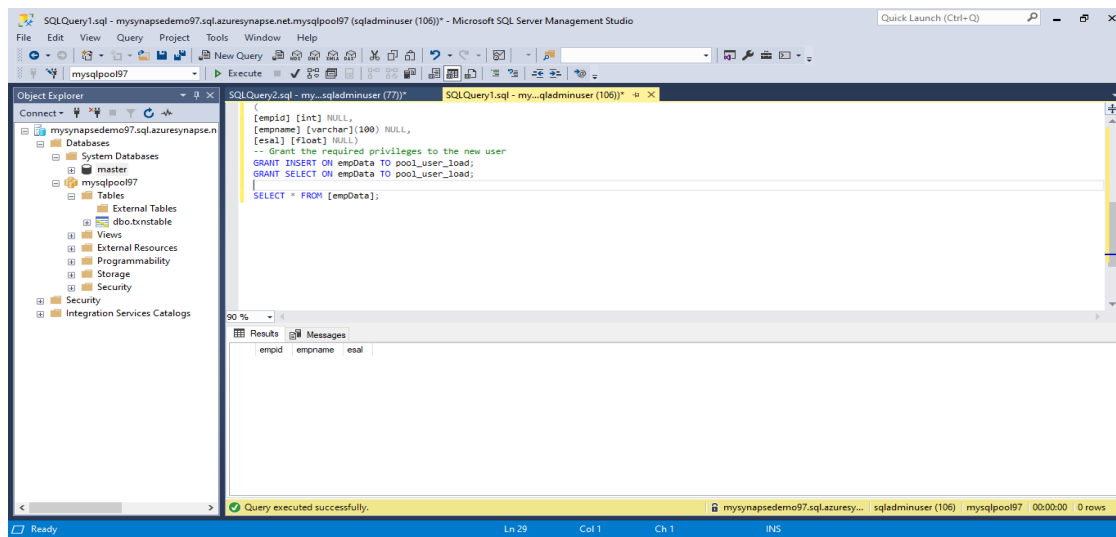 SQLQuery1.sql - mysynapsedemo97.sql.azuresynapse.net.mysqlpool97 (sqladminuser (106))* - Microsoft SQL Server Management Studio
Quick Launch (Ctrl+Q)
File Edit View Query Project Tools Window Help
New Query
mysqlpool97
Execute
Object Explorer
SQLQuery2.sql - my...sqladminuser (77))*
SQLQuery1.sql - my...qladminuser (106))*
Connect
mysynapsedemo97.sql.azuresynapse.n
Databases
System Databases
master
mysqlpool97
Tables
External Tables
dbo.txnstable
Views
External Resources
Programmability
Storage
Security
Security
Integration Services Catalogs
(
[empid] [int] NULL,
[empname] [varchar](100) NULL,
[esal] [float] NULL)
-- Grant the required privileges to the new user
GRANT INSERT ON empData TO pool_user_load;
GRANT SELECT ON empData TO pool_user_load;
SELECT * FROM [empData];
90 %
Results Messages
empid empname esal
Query executed successfully.
mysynapsedemo97.sql.azuresy... sqladminuser (106) mysqlpool97 00:00:00 0 rows
Ready Ln 29 Col 1 Ch 1 INS